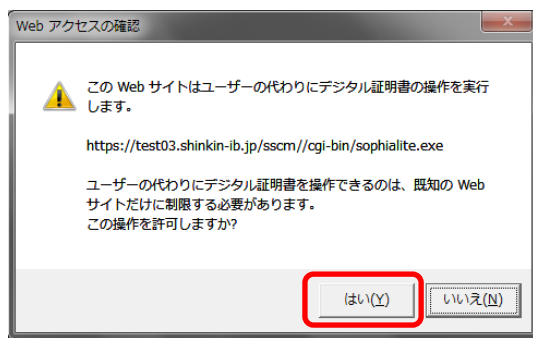 Web アクセスの確認
この Web サイトはユーザーの代わりにデジタル証明書の操作を実行
します。
https://test03.shinkin-ib.jp/sscm//cgi-bin/sophialite.exe
ユーザーの代わりにデジタル証明書を操作できるのは、既知の Web
サイトだけに制限する必要があります。
この操作を許可しますか?
はい(Y) いいえ(N)